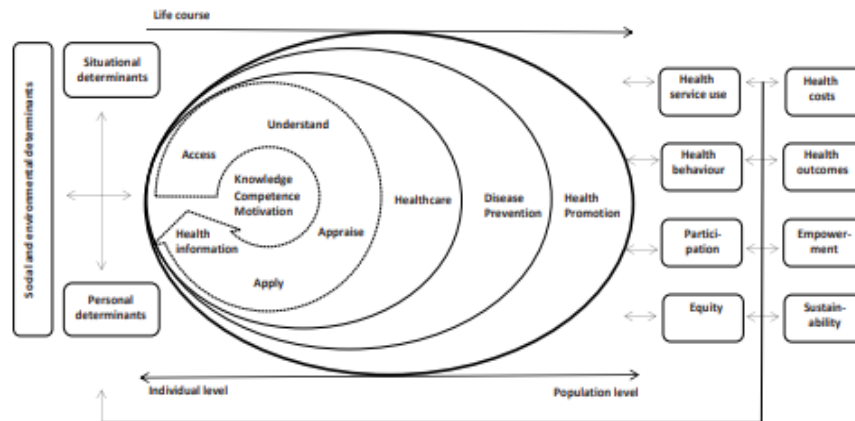 Life course
Social and environmental determinants
Situational
determinants
Personal
determinants
Access
Understand
Knowledge
Competence
Motivation
Health
information
Appraise
Apply
Healthcare
Disease
Prevention
Health
Promotion
Health
service use
Health
costs
Health
behaviour
Health
outcomes
Partici-
pation
Empower-
ment
Equity
Sustain-
ability
Individual level
Population level